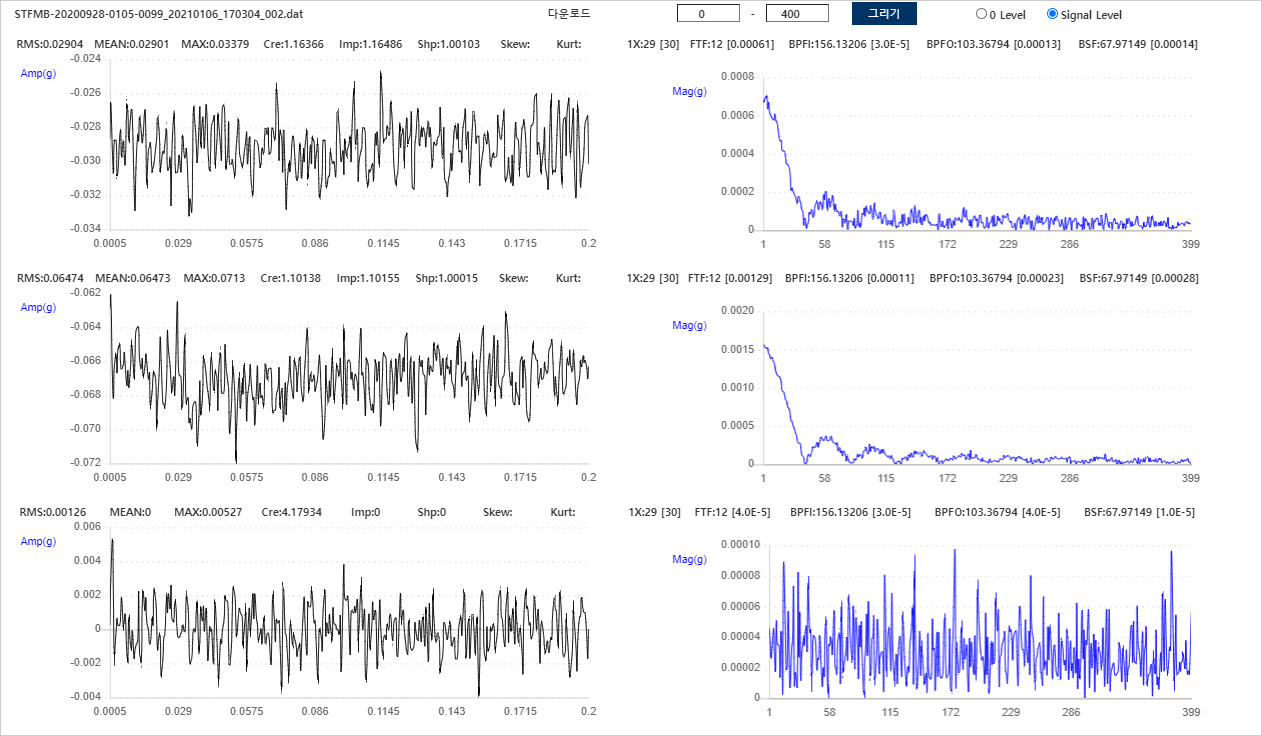 STFMB-20200928-0105-0099_20210106_170304_002.dat 다운로드 0 - 400 그리기 0 Level Signal Level
RMS:0.02904 MEAN:0.02901 MAX:0.03379 Cre:1.16366 Imp:1.16486 Shp:1.00103 Skew: Kurt:
Amp(g)
-0.024
-0.026
-0.028
-0.030
-0.032
-0.034
0.0005 0.029 0.0575 0.086 0.1145 0.143 0.1715 0.2
1X:29 [30] FTF:12 [0.00061] BPFI:156.13206 [3.0E-5] BPFO:103.36794 [0.00013] BSF:67.97149 [0.00014]
Mag(g)
0.0008
0.0006
0.0004
0.0002
0
1 58 115 172 229 286 399
RMS:0.06474 MEAN:0.06473 MAX:0.0713 Cre:1.10138 Imp:1.10155 Shp:1.00015 Skew: Kurt:
Amp(g)
-0.062
-0.064
-0.066
-0.068
-0.070
-0.072
0.0005 0.029 0.0575 0.086 0.1145 0.143 0.1715 0.2
1X:29 [30] FTF:12 [0.00129] BPFI:156.13206 [0.00011] BPFO:103.36794 [0.00023] BSF:67.97149 [0.00028]
Mag(g)
0.0020
0.0015
0.0010
0.0005
0
1 58 115 172 229 286 399
RMS:0.00126 MEAN:0 MAX:0.00527 Cre:4.17934 Imp:0 Shp:0 Skew: Kurt:
Amp(g)
0.006
0.004
0.002
0
-0.002
-0.004
0.0005 0.029 0.0575 0.086 0.1145 0.143 0.1715 0.2
1X:29 [30] FTF:12 [4.0E-5] BPFI:156.13206 [3.0E-5] BPFO:103.36794 [4.0E-5] BSF:67.97149 [1.0E-5]
Mag(g)
0.00010
0.00008
0.00006
0.00004
0.00002
0
1 58 115 172 229 286 399